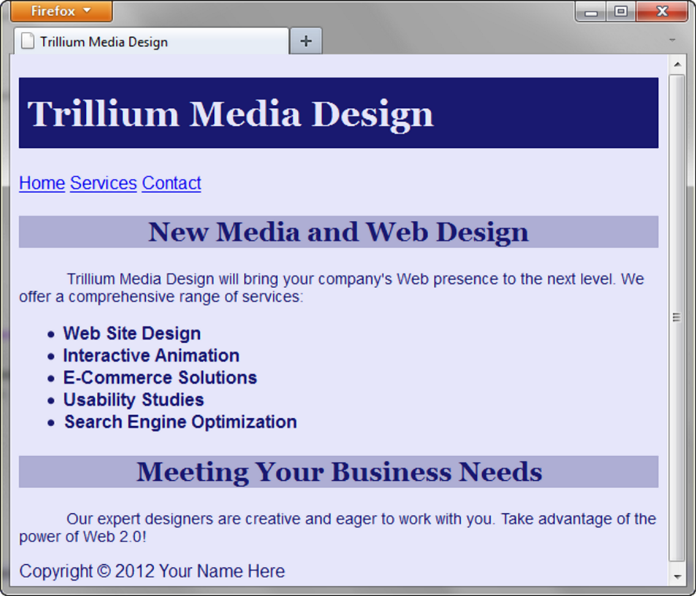 Firefox
Trillium Media Design
Trillium Media Design
Home Services Contact
New Media and Web Design
Trillium Media Design will bring your company's Web presence to the next level. We
offer a comprehensive range of services:
• Web Site Design
• Interactive Animation
• E-Commerce Solutions
• Usability Studies
• Search Engine Optimization
Meeting Your Business Needs
Our expert designers are creative and eager to work with you. Take advantage of the
power of Web 2.0!
Copyright © 2012 Your Name Here